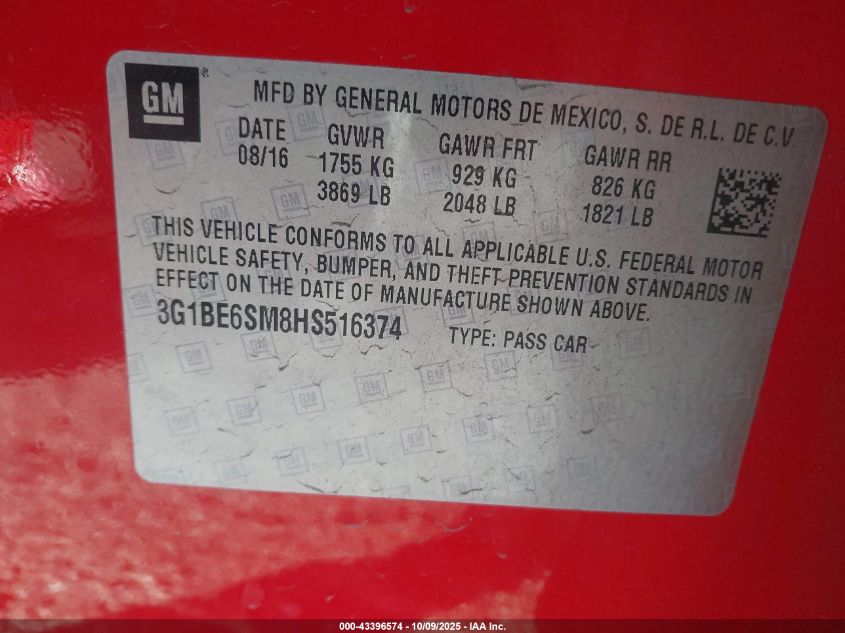 GM®
MFD BY GENERAL MOTORS DE MEXICO, S. DE R.L. DE C.V.
DATE GVWR GAWR FRT GAWR RR
08/16 1755 KG 929 KG 826 KG
3869 LB 2048 LB 1821 LB
THIS VEHICLE CONFORMS TO ALL APPLICABLE U.S. FEDERAL MOTOR
VEHICLE SAFETY, BUMPER, AND THEFT PREVENTION STANDARDS IN
EFFECT ON THE DATE OF MANUFACTURE SHOWN ABOVE.
3G1BE6SM8HS516374 TYPE: PASS CAR
000-43396574 | 10/09/2025 - IAA Inc.